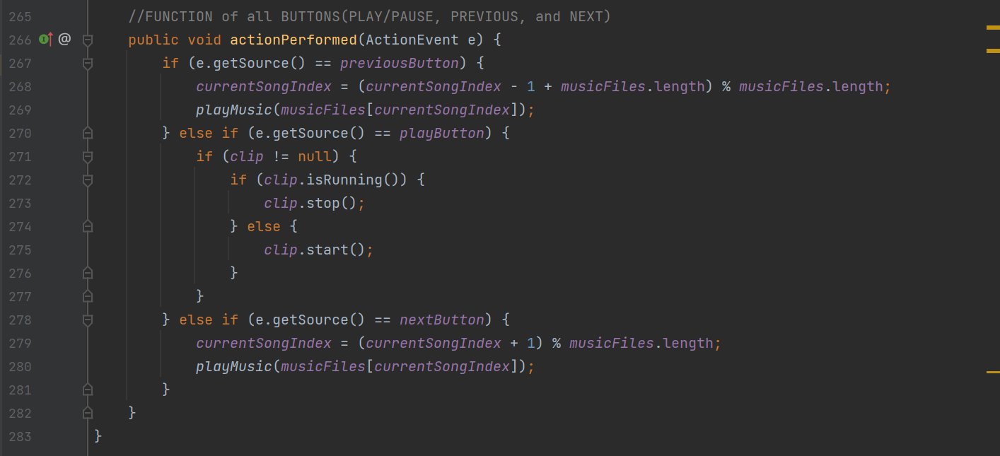 265 //FUNCTION of all BUTTONS(PLAY/PAUSE, PREVIOUS, and NEXT)
266 public void actionPerformed(ActionEvent e) {
267 if (e.getSource() == previousButton) {
268 currentSongIndex = (currentSongIndex - 1 + musicFiles.length) % musicFiles.length;
269 playMusic(musicFiles[currentSongIndex]);
270 } else if (e.getSource() == playButton) {
271 if (clip != null) {
272 if (clip.isRunning()) {
273 clip.stop();
274 } else {
275 clip.start();
276 }
277 }
278 } else if (e.getSource() == nextButton) {
279 currentSongIndex = (currentSongIndex + 1) % musicFiles.length;
280 playMusic(musicFiles[currentSongIndex]);
281 }
282 }
283 }